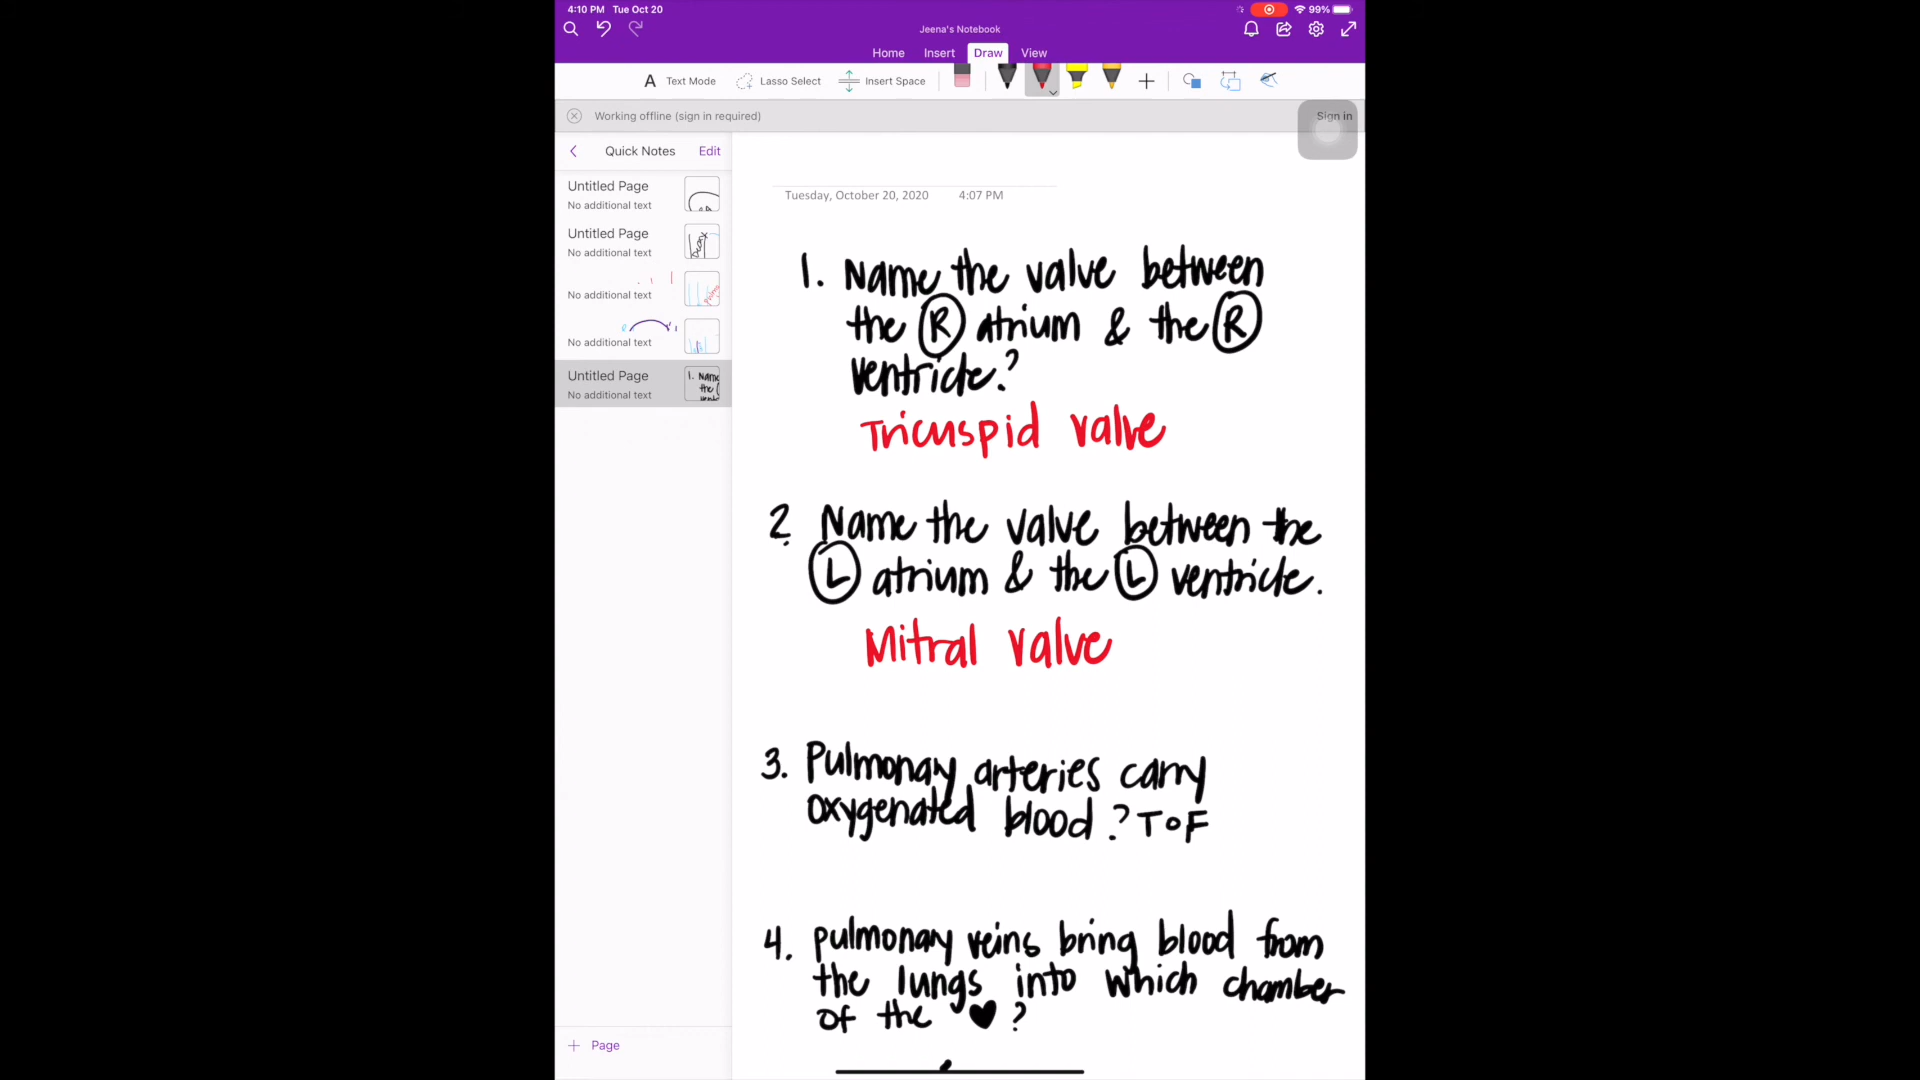 4:10 PM Tue Oct 20
99%
Jeena's Notebook
Home Insert Draw View
A Text Mode Lasso Select Insert Space
Working offline (sign in required)
Sign in
Quick Notes Edit
Untitled Page
No additional text
Untitled Page
No additional text
No additional text
No additional text
Untitled Page
No additional text
Page
Tuesday, October 20, 2020 4:07 PM
1. Name the valve between
the R atrium & the R
ventricle.?
Tricuspid valve
2. Name the valve between the
L atrium & the L ventricle.
Mitral valve
3. Pulmonary arteries carry
oxygenated blood? T o F
4. pulmonary veins bring blood from
the lungs into which chamber
of the ♥ ?